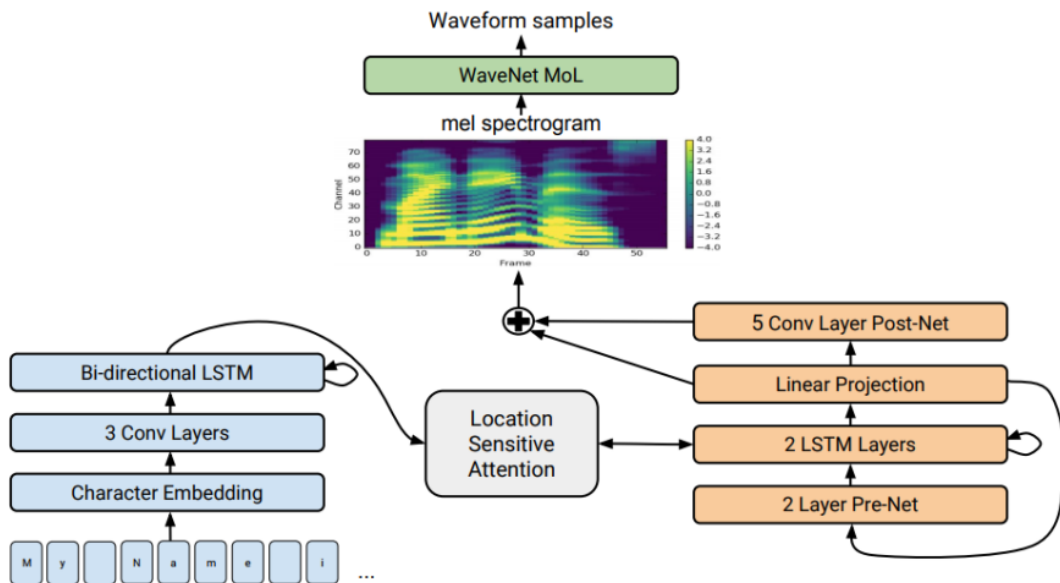 Waveform samples
WaveNet MoL
mel spectrogram
4.0
3.2
2.4
1.6
0.8
0.0
−0.8
−1.6
−2.4
−3.2
−4.0
70
60
50
40
30
20
10
0
Channel
0 10 20 30 40 50
Frame
5 Conv Layer Post-Net
Bi-directional LSTM
Linear Projection
Location
Sensitive
Attention
3 Conv Layers
2 LSTM Layers
Character Embedding
2 Layer Pre-Net
M y N a m e i ...